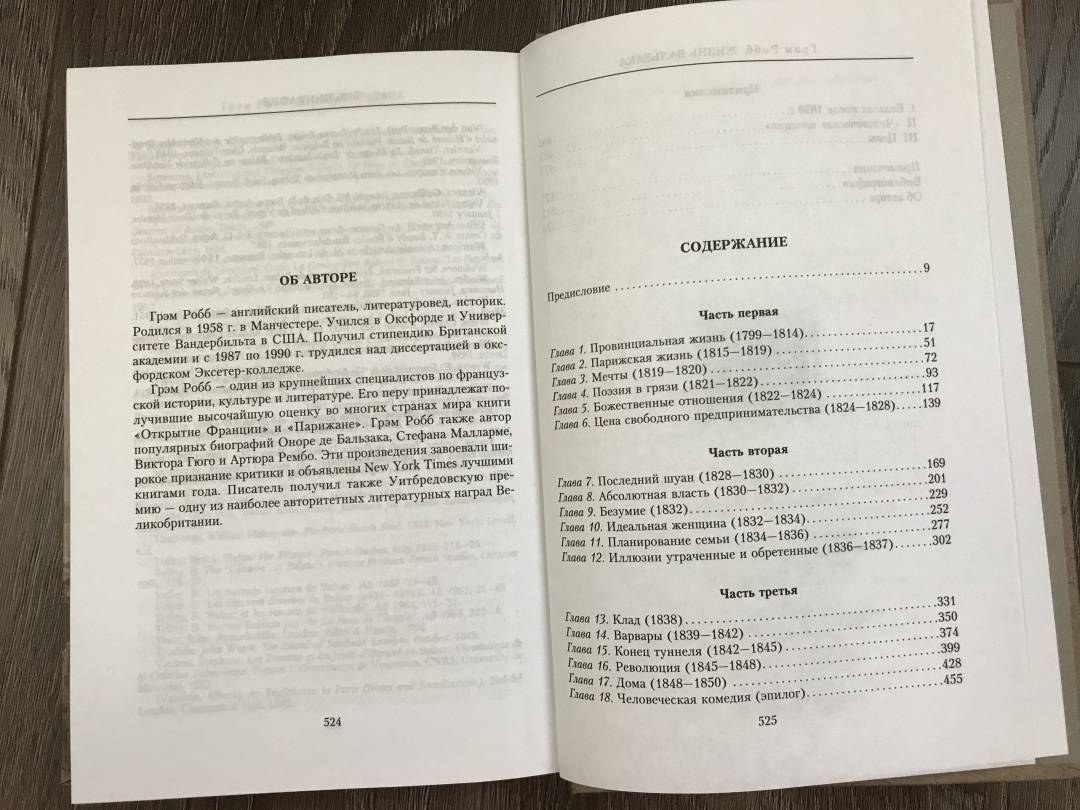 ОБ АВТОРЕ
Грэм Робб — английский писатель, литературовед, историк.
Родился в 1958 г. в Манчестере. Учился в Оксфорде и Универ-
ситете Вандербильта в США. Получил стипендию Британской
академии и с 1987 по 1990 г. трудился над диссертацией в окс-
фордском Эксетер-колледже.
Грэм Робб — один из крупнейших специалистов по француз-
ской истории, культуре и литературе. Его перу принадлежат по-
лучившие высочайшую оценку во многих странах мира книги
«Открытие Франции» и «Парижане». Грэм Робб также автор
популярных биографий Оноре де Бальзака, Стефана Малларме,
Виктора Гюго и Артюра Рембо. Эти произведения завоевали ши-
рокое признание критики и объявлены New York Times лучшими
книгами года. Писатель получил также Уитбредовскую пре-
мию — одну из наиболее авторитетных литературных наград Ве-
ликобритании.
524
СОДЕРЖАНИЕ
Предисловие . . . . . . . . . . 9
Часть первая
Глава 1. Провинциальная жизнь (1799—1814). . . . . . . . . . 17
Глава 2. Парижская жизнь (1815—1819) . . . . . . . . . . 51
Глава 3. Мечты (1819—1820) . . . . . . . . . . 72
Глава 4. Поэзия в грязи (1821—1822) . . . . . . . . . . 93
Глава 5. Божественные отношения (1822—1824) . . . . . . . . . . 117
Глава 6. Цена свободного предпринимательства (1824—1828). . . . . 139
Часть вторая
Глава 7. Последний шуан (1828—1830) . . . . . . . . . . 169
Глава 8. Абсолютная власть (1830—1832) . . . . . . . . . . 201
Глава 9. Безумие (1832). . . . . . . . . . 229
Глава 10. Идеальная женщина (1832—1834). . . . . . . . . . 252
Глава 11. Планирование семьи (1834—1836) . . . . . . . . . . 277
Глава 12. Иллюзии утраченные и обретенные (1836—1837). . . . . . . 302
Часть третья
Глава 13. Клад (1838) . . . . . . . . . . 331
Глава 14. Варвары (1839—1842) . . . . . . . . . . 350
Глава 15. Конец туннеля (1842—1845) . . . . . . . . . . 374
Глава 16. Революция (1845—1848). . . . . . . . . . 399
Глава 17. Дома (1848—1850) . . . . . . . . . . 428
Глава 18. Человеческая комедия (эпилог). . . . . . . . . . 455
525